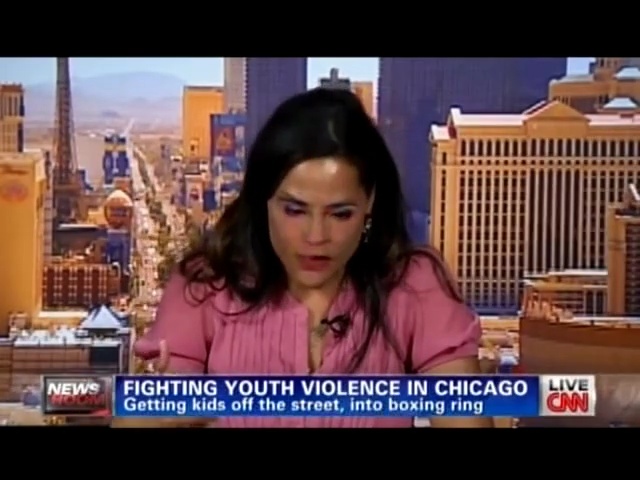 NEWS
ROOM
FIGHTING YOUTH VIOLENCE IN CHICAGO
Getting kids off the street, into boxing ring
LIVE
CNN